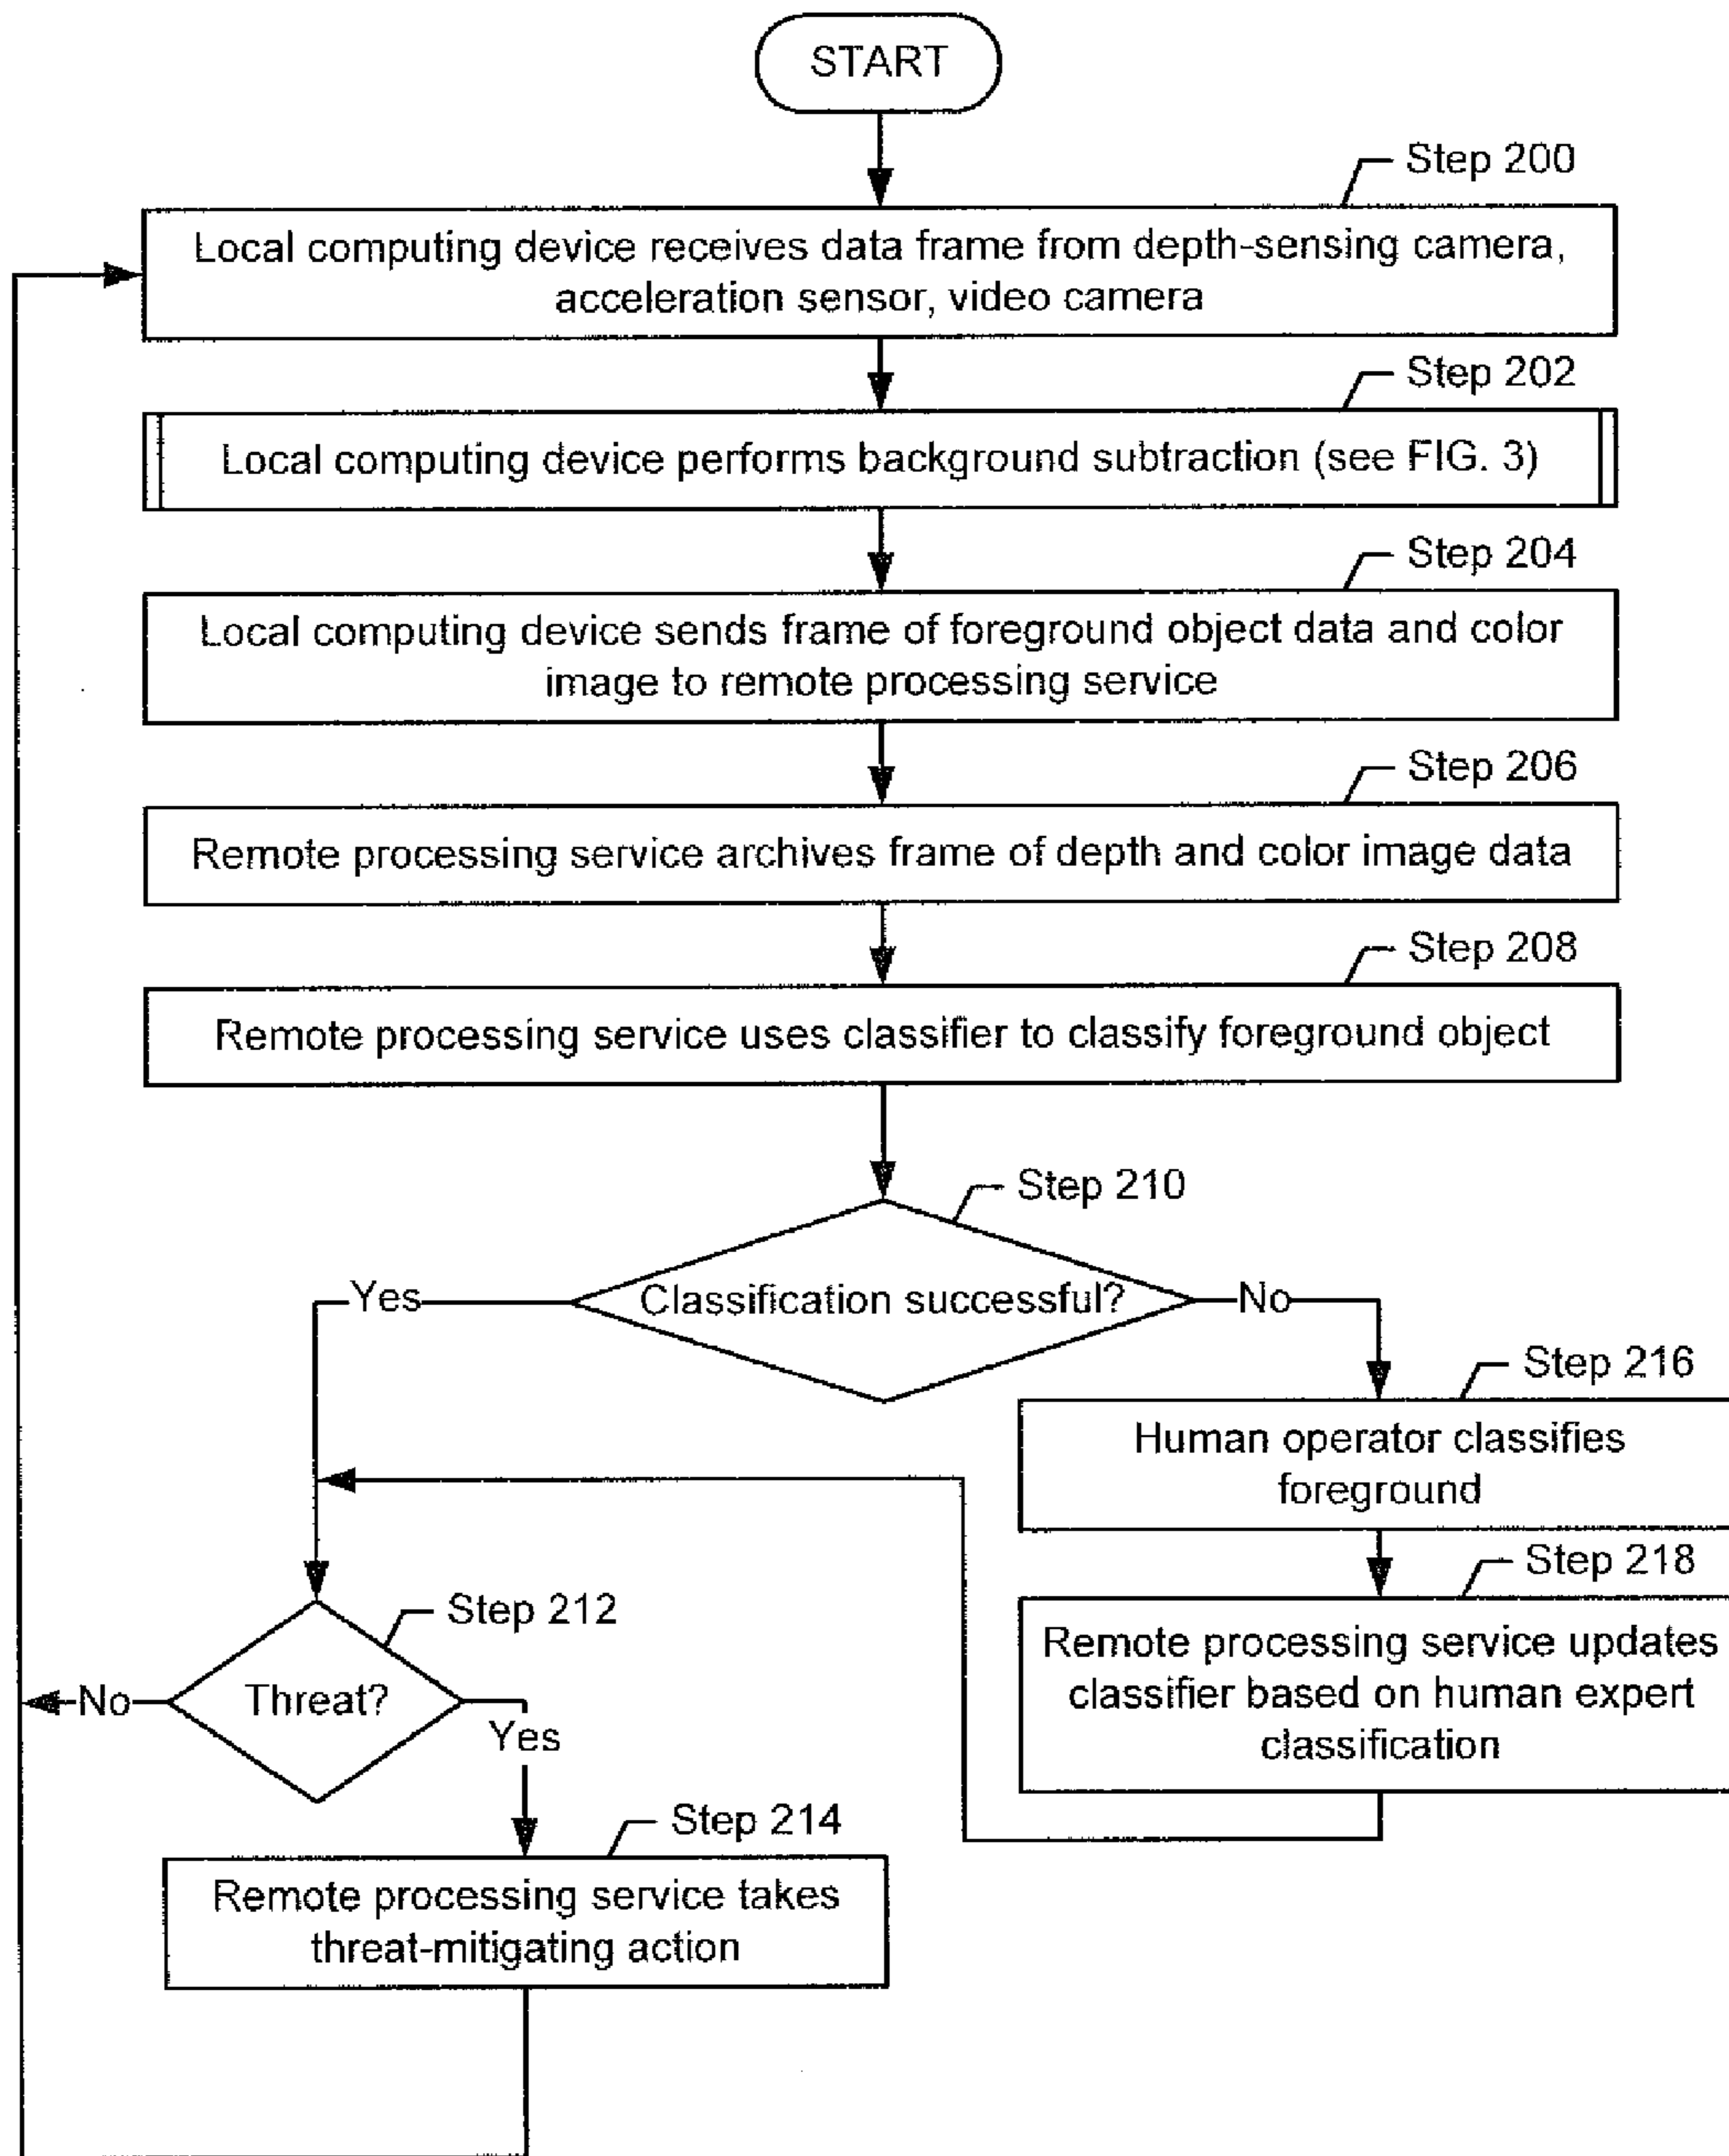 START
Step 200
Local computing device receives data frame from depth-sensing camera,
acceleration sensor, video camera
Step 202
Local computing device performs background subtraction (see FIG. 3)
Step 204
Local computing device sends frame of foreground object data and color
image to remote processing service
Step 206
Remote processing service archives frame of depth and color image data
Step 208
Remote processing service uses classifier to classify foreground object
Step 210
Yes
Classification successful?
No
Step 216
Human operator classifies
foreground
Step 218
Remote processing service updates
classifier based on human expert
classification
Step 212
No
Threat?
Yes
Step 214
Remote processing service takes
threat-mitigating action